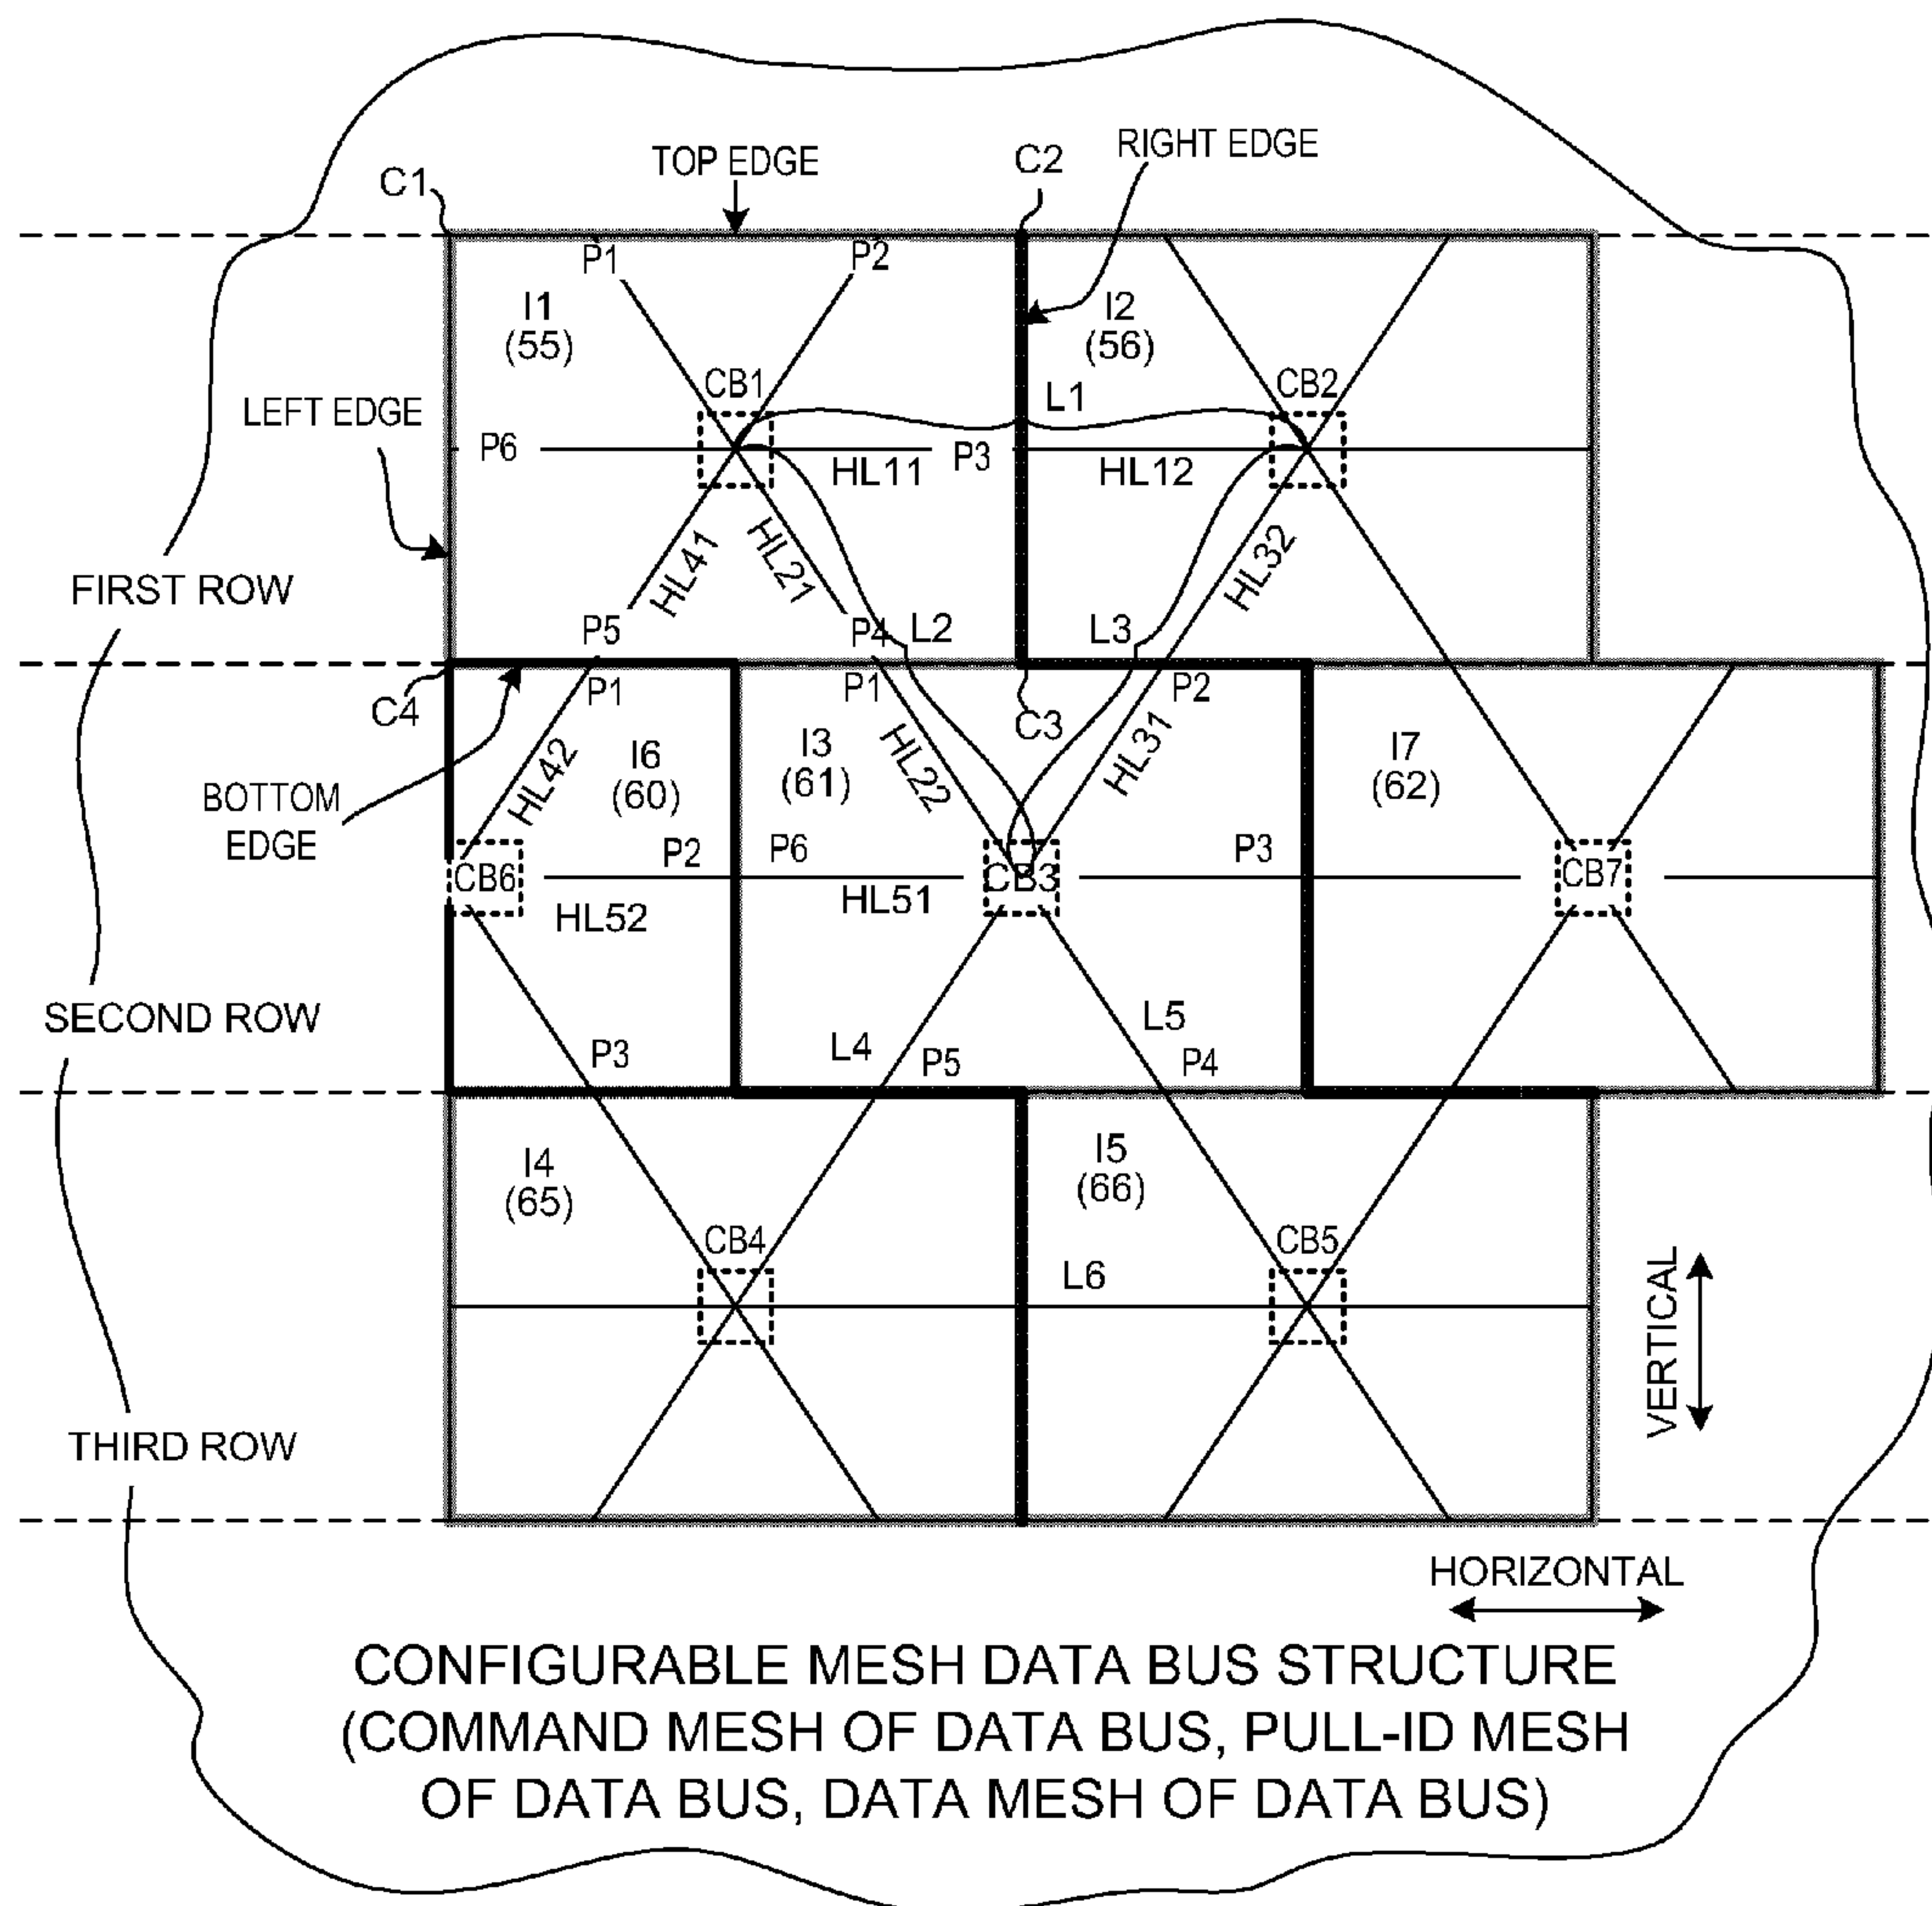 TOP EDGE
C2
RIGHT EDGE
C1
P1
P2
I1
(55)
I2
(56)
CB1
CB2
L1
LEFT EDGE
P6
P3
HL11
HL12
HL41
HL21
HL32
FIRST ROW
P5
P4
L2
L3
P1
P1
P2
C4
C3
HL42
I6
(60)
I3
(61)
HL22
HL31
I7
(62)
BOTTOM
EDGE
P2
P6
P3
CB6
CB3
CB7
HL52
HL51
SECOND ROW
P3
L4
P5
L5
P4
I4
(65)
I5
(66)
CB4
CB5
L6
VERTICAL
THIRD ROW
HORIZONTAL
CONFIGURABLE MESH DATA BUS STRUCTURE
(COMMAND MESH OF DATA BUS, PULL-ID MESH
OF DATA BUS, DATA MESH OF DATA BUS)